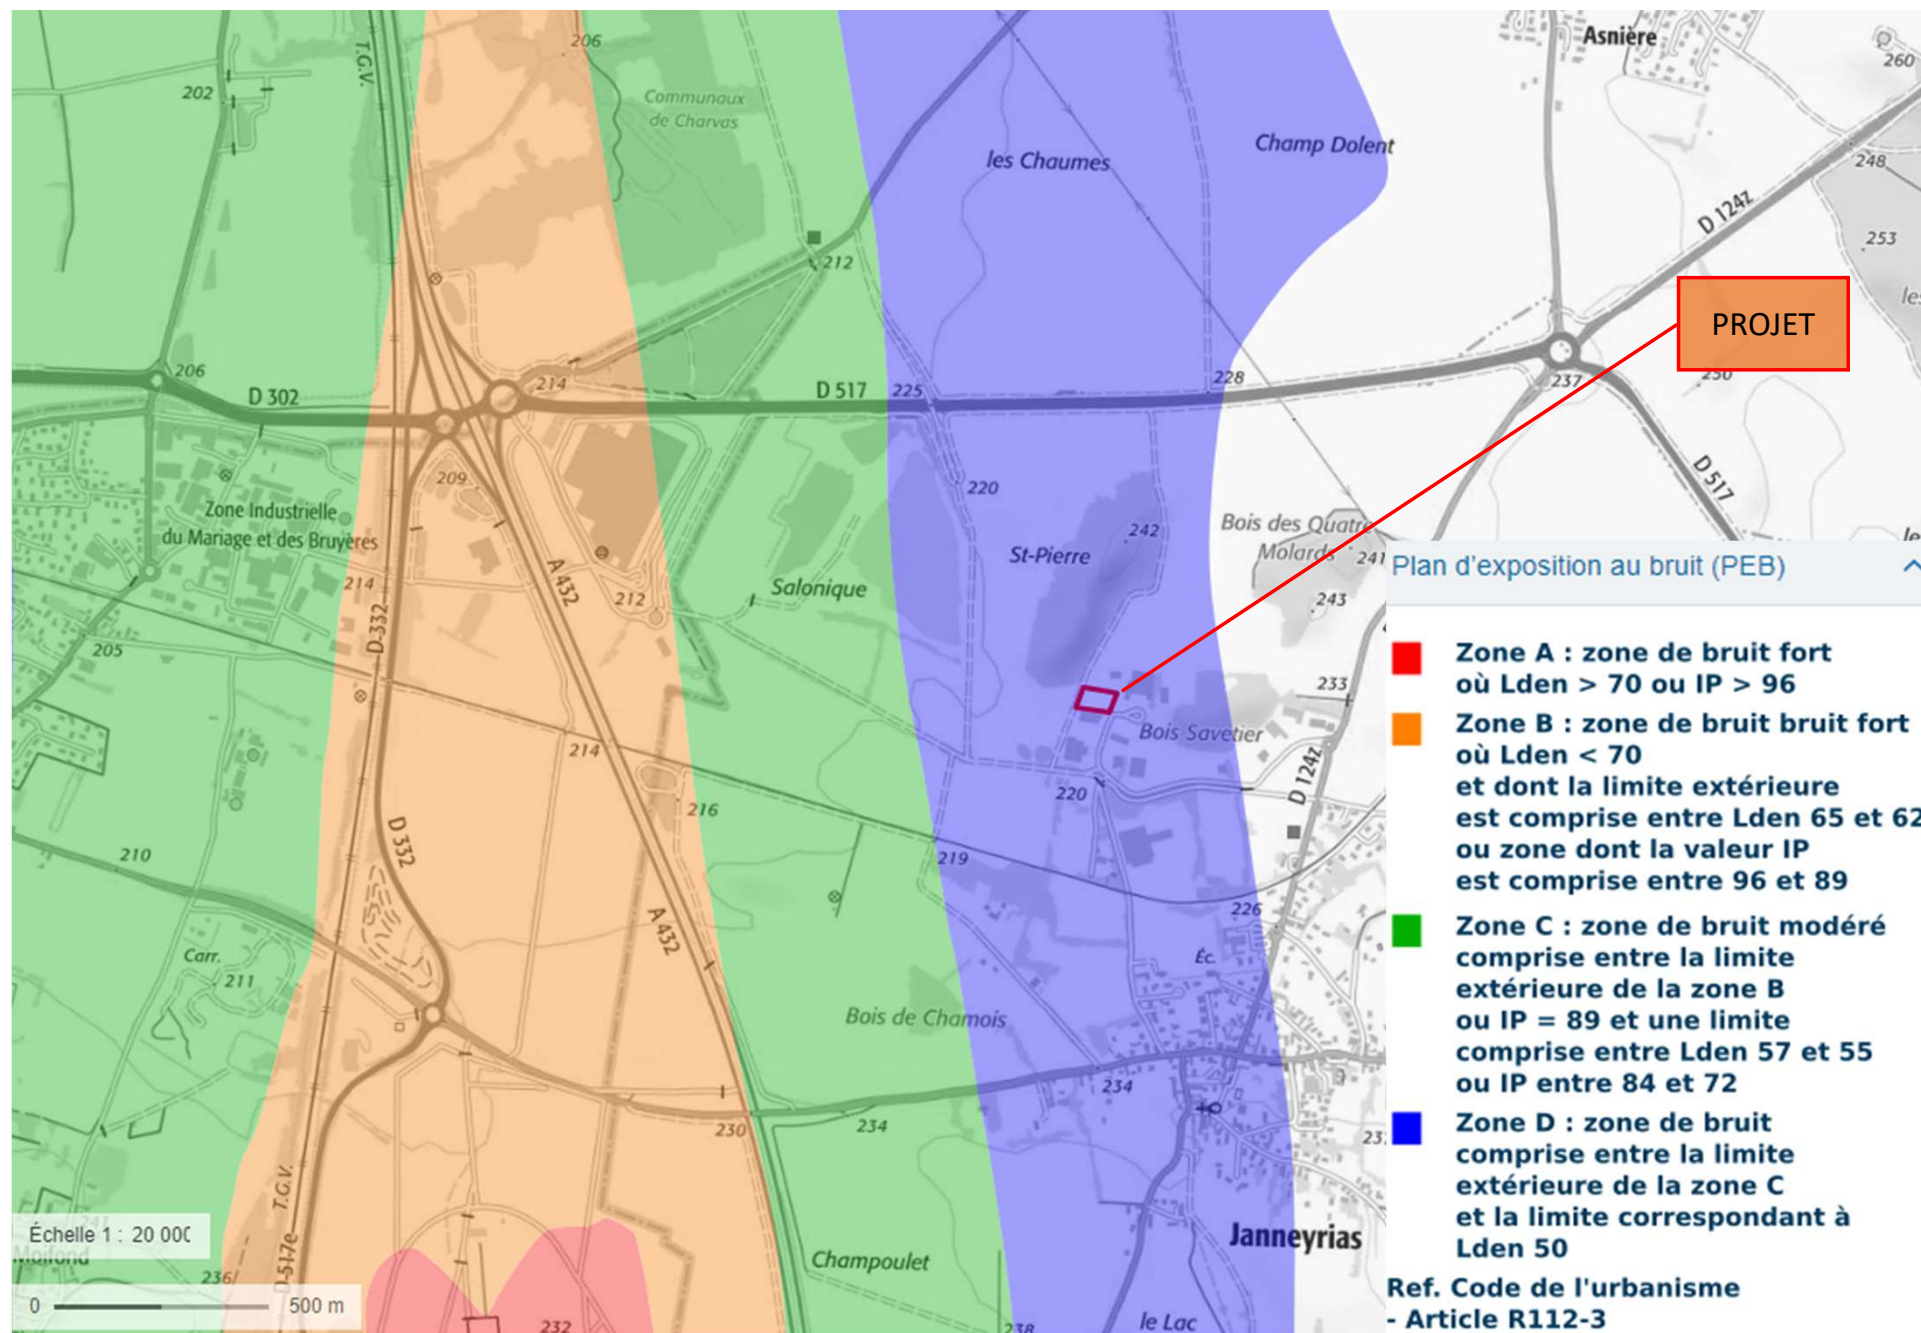 206
T.G.V.
Asnière
260
202
Communaux
de Charvas
les Chaumes
Champ Dolent
248
D 124z
253
212
les
PROJET
206
D 302
214
D 517
225
228
237
250
209
220
D 517
Zone Industrielle
du Mariage et des Bruyères
214
A 432
242
St-Pierre
Bois des Quatre
Molards
241
le
212
Salonique
243
D 332
205
233
214
Bois Savetier
D 124z
220
216
D 332
210
219
226
A 432
Carr.
211
Éc.
Bois de Chamois
234
230
234
23
T.G.V.
241
Échelle 1 : 20 000
Moifond
236
D 517e
0
500 m
232
Champoulet
238
Janneyrias
le Lac
Plan d'exposition au bruit (PEB)
Zone A : zone de bruit fort
où Lden > 70 ou IP > 96
Zone B : zone de bruit bruit fort
où Lden < 70
et dont la limite extérieure
est comprise entre Lden 65 et 62
ou zone dont la valeur IP
est comprise entre 96 et 89
Zone C : zone de bruit modéré
comprise entre la limite
extérieure de la zone B
ou IP = 89 et une limite
comprise entre Lden 57 et 55
ou IP entre 84 et 72
Zone D : zone de bruit
comprise entre la limite
extérieure de la zone C
et la limite correspondant à
Lden 50
Ref. Code de l'urbanisme
- Article R112-3